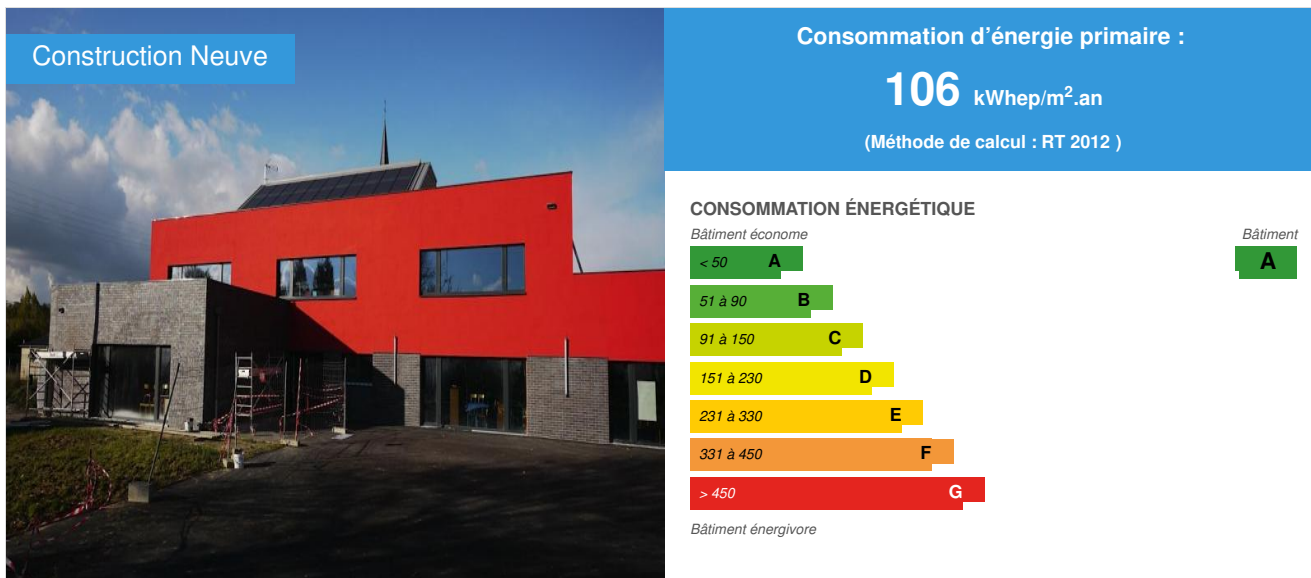 Construction Neuve
Consommation d'énergie primaire :
106 kWhep/m².an
(Méthode de calcul : RT 2012 )
CONSOMMATION ÉNERGÉTIQUE
Bâtiment économe
Bâtiment
< 50 A
A
51 à 90 B
91 à 150 C
151 à 230 D
231 à 330 E
331 à 450 F
> 450 G
Bâtiment énergivore